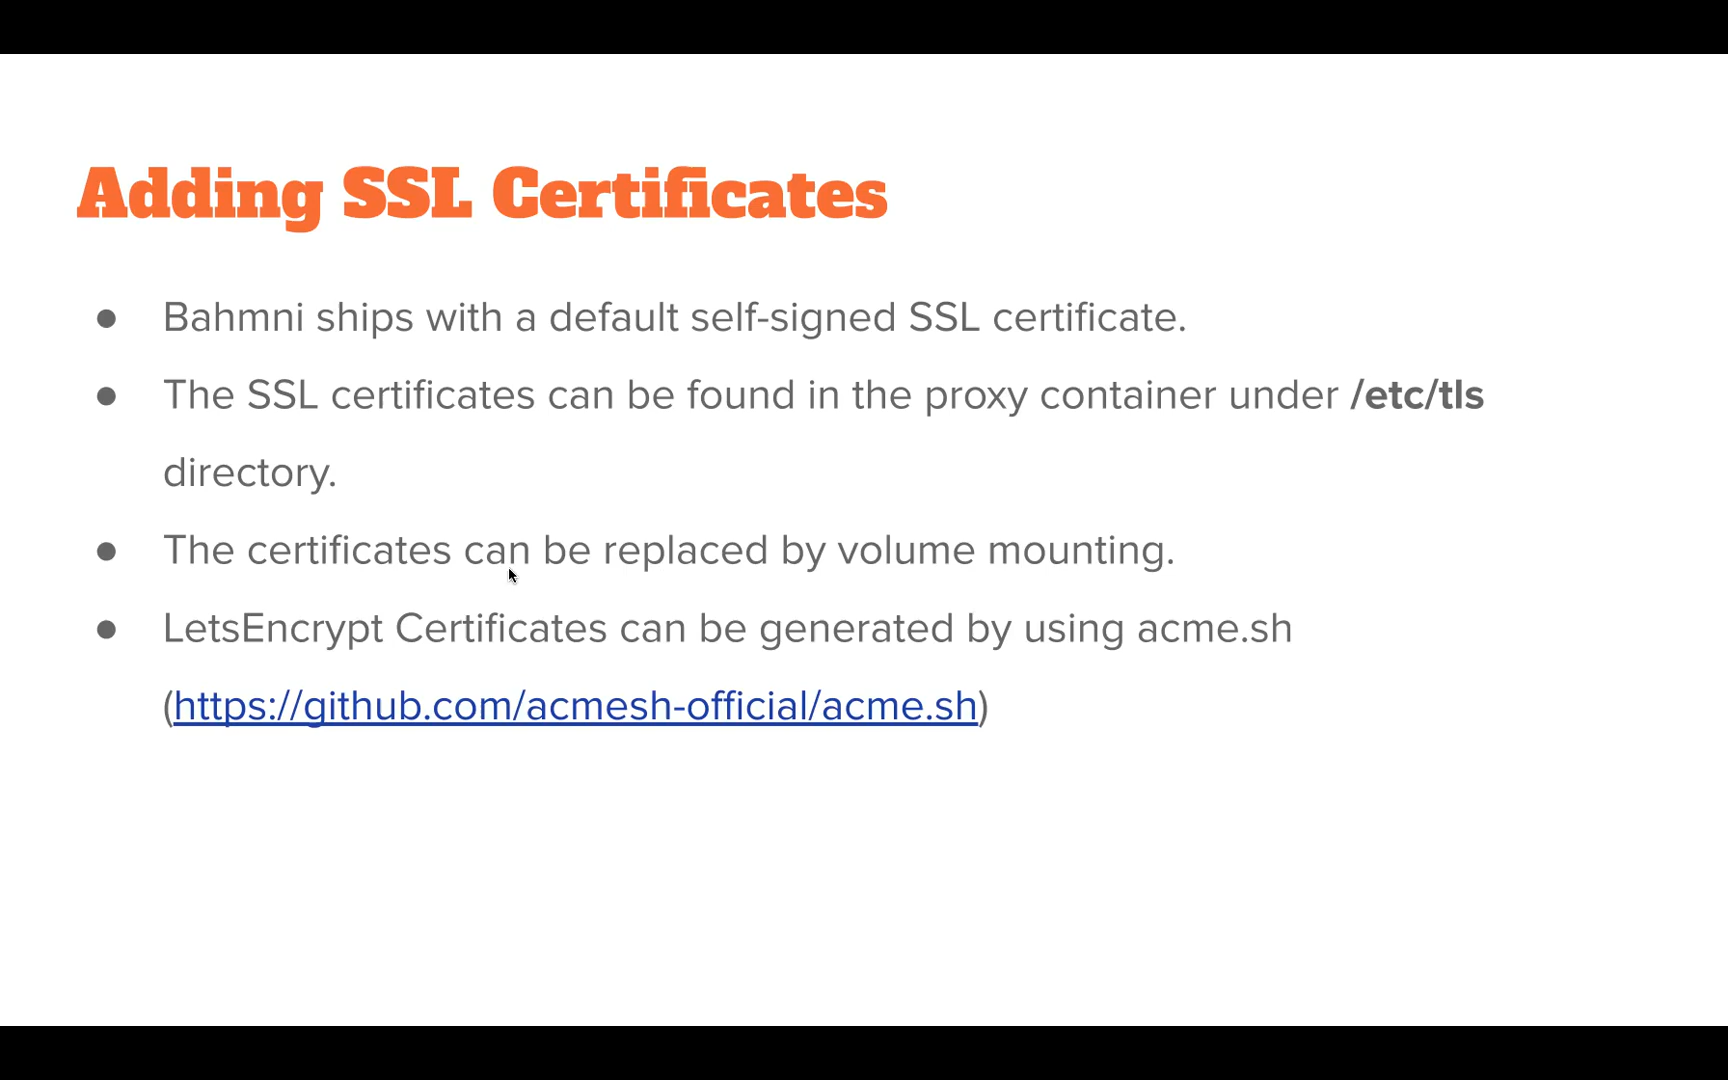 Adding SSL Certificates
● Bahmni ships with a default self-signed SSL certificate.
● The SSL certificates can be found in the proxy container under /etc/tls
directory.
● The certificates can be replaced by volume mounting.
● LetsEncrypt Certificates can be generated by using acme.sh
(https://github.com/acmesh-official/acme.sh)